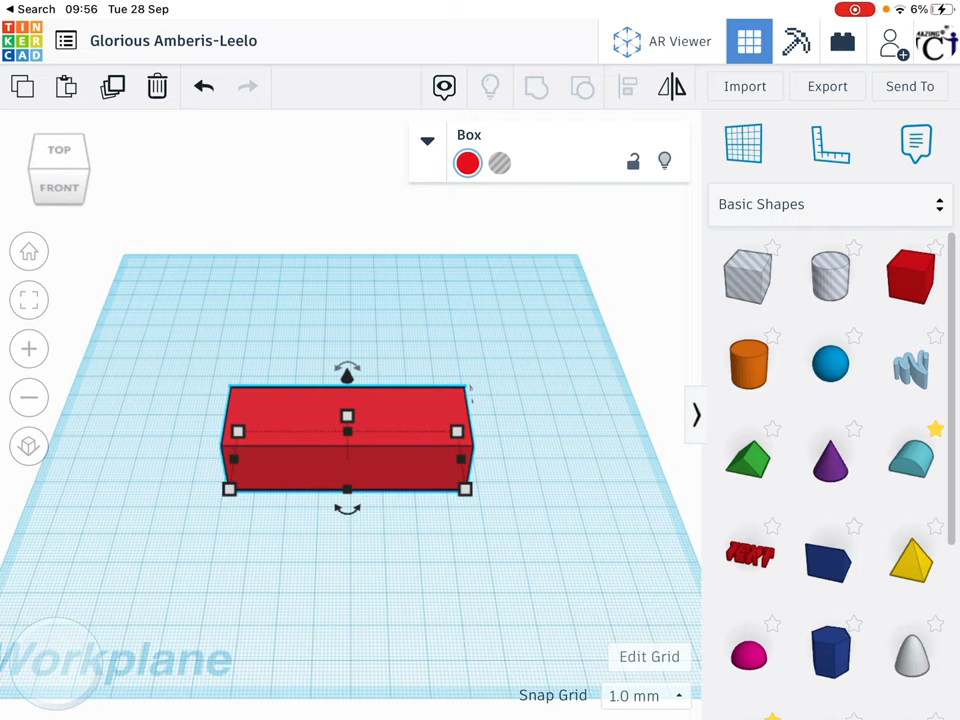 Search 09:56 Tue 28 Sep 6%
TIN
KER
CAD
Glorious Amberis-Leelo
AR Viewer
Import
Export
Send To
TOP
FRONT
Box
Basic Shapes
TEXT
Workplane
Edit Grid
Snap Grid 1.0 mm